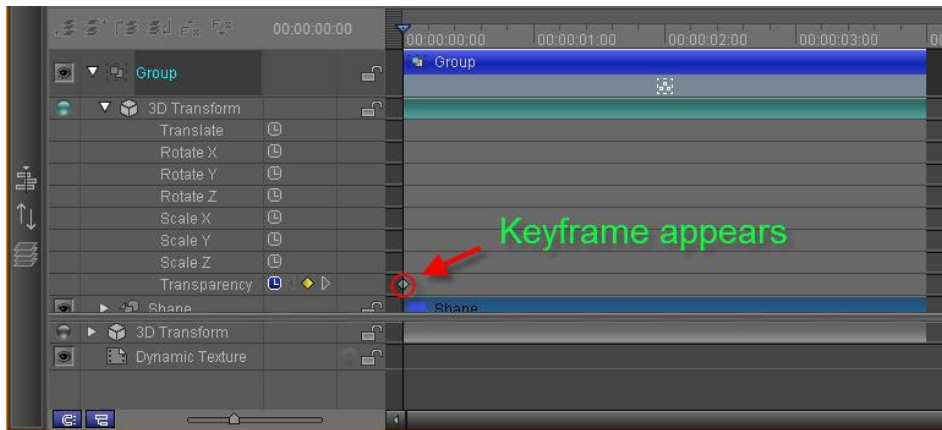 00:00:00:00
00:00:00:00 00:00:01:00 00:00:02:00 00:00:03:00 00
Group
Group
3D Transform
Translate
Rotate X
Rotate Y
Rotate Z
Scale X
Scale Y
Keyframe appears
Scale Z
Transparency
Shape
Shape
3D Transform
Dynamic Texture